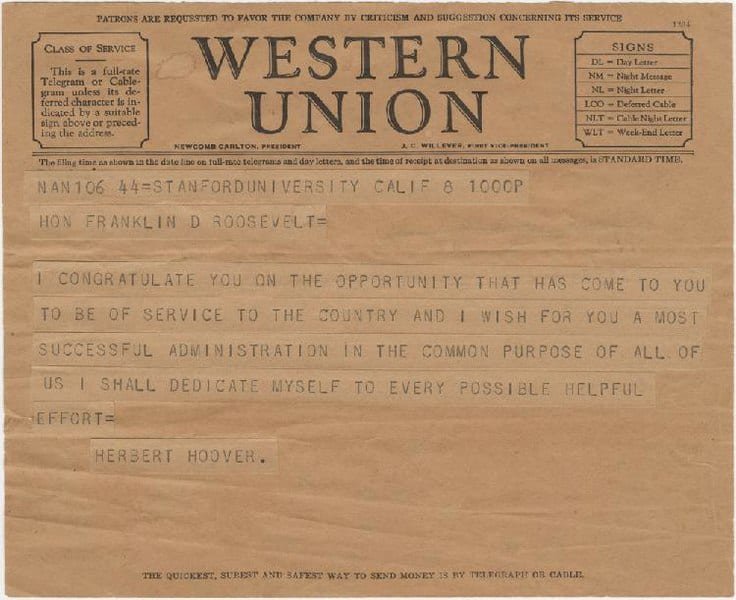 PATRONS ARE REQUESTED TO FAVOR THE COMPANY BY CRITICISM AND SUGGESTION CONCERNING ITS SERVICE
CLASS OF SERVICE
This is a full-rate
Telegram or Cable-
gram unless its de-
ferred character is in-
dicated by a suitable
sign above or preced-
ing the address.
WESTERN
UNION
NEWCOMB CARLTON, PRESIDENT
J. C. WILLEVER, FIRST VICE-PRESIDENT
SIGNS
DL = Day Letter
NM = Night Message
NL = Night Letter
LCO = Deferred Cable
NLT = Cable Night Letter
WLT = Week-End Letter
The filing time as shown in the date line on full-rate telegrams and day letters, and the time of receipt at destination as shown on all messages, is STANDARD TIME.
NAN106 44=STANFORDUNIVERSITY CALIF 8 1000P
HON FRANKLIN D ROOSEVELT=
I CONGRATULATE YOU ON THE OPPORTUNITY THAT HAS COME TO YOU
TO BE OF SERVICE TO THE COUNTRY AND I WISH FOR YOU A MOST
SUCCESSFUL ADMINISTRATION IN THE COMMON PURPOSE OF ALL OF
US I SHALL DEDICATE MYSELF TO EVERY POSSIBLE HELPFUL
EFFORT=
HERBERT HOOVER.
THE QUICKEST, SUREST AND SAFEST WAY TO SEND MONEY IS BY TELEGRAPH OR CABLE.